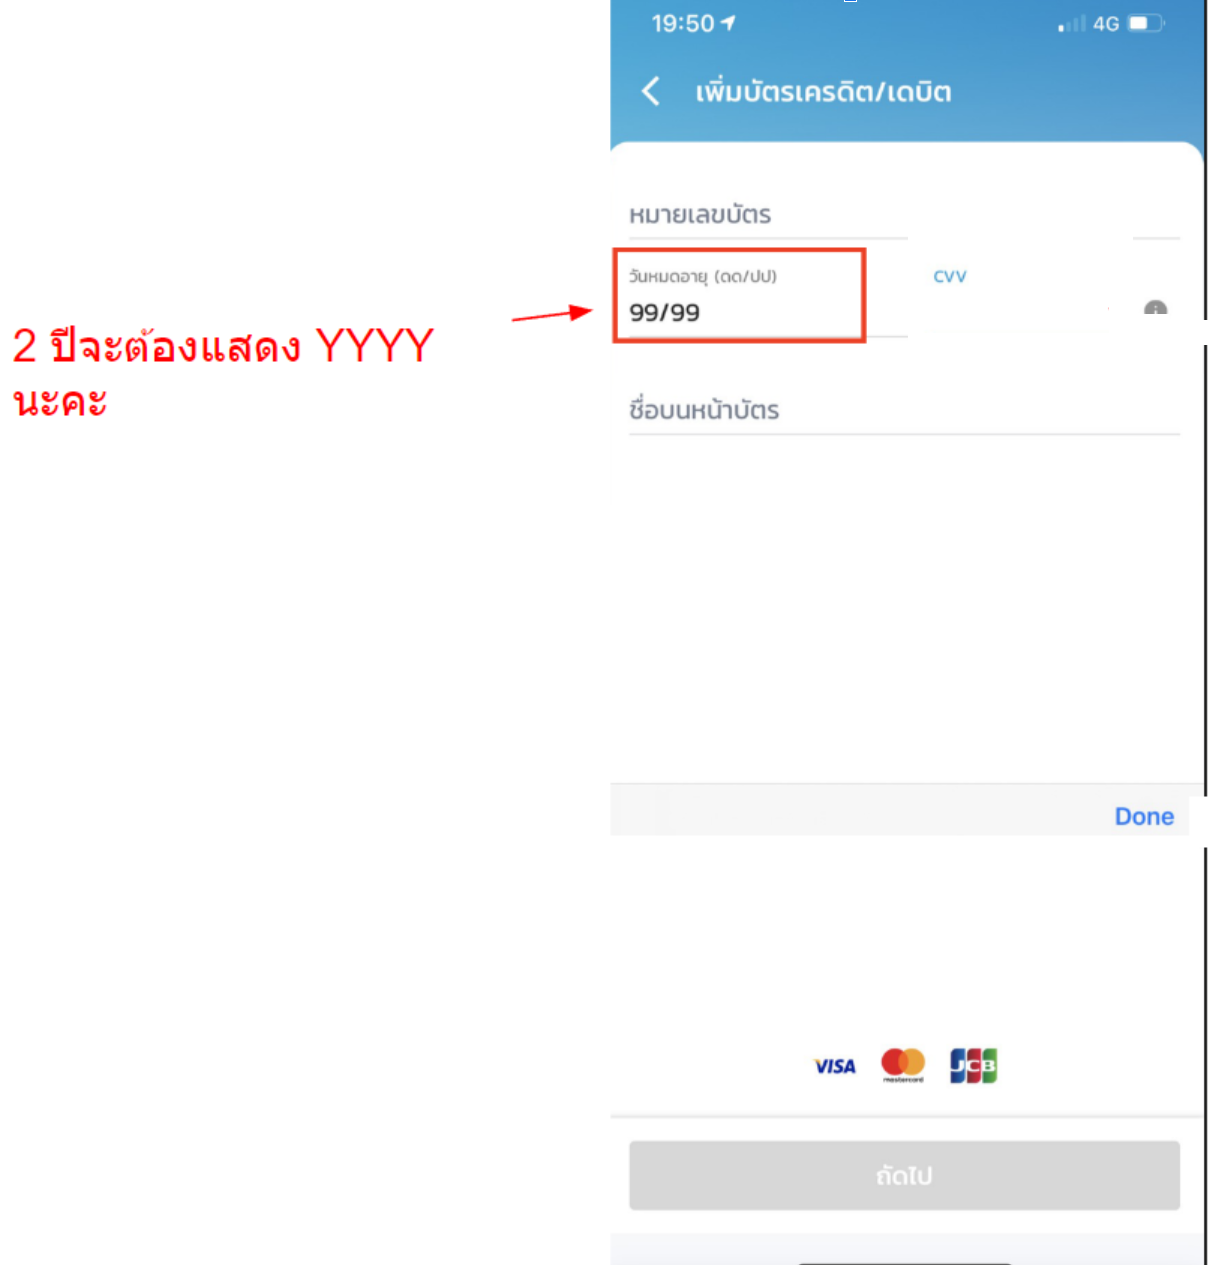 19:50
4G
เพิ่มบัตรเครดิต/เดบิต
หมายเลขบัตร
วันหมดอายุ (ดด/ปป)
CVV
99/99
2 ปีจะต้องแสดง YYYY
นะคะ
ชื่อบนหน้าบัตร
Done
VISA
mastercard
JCB
ถัดไป